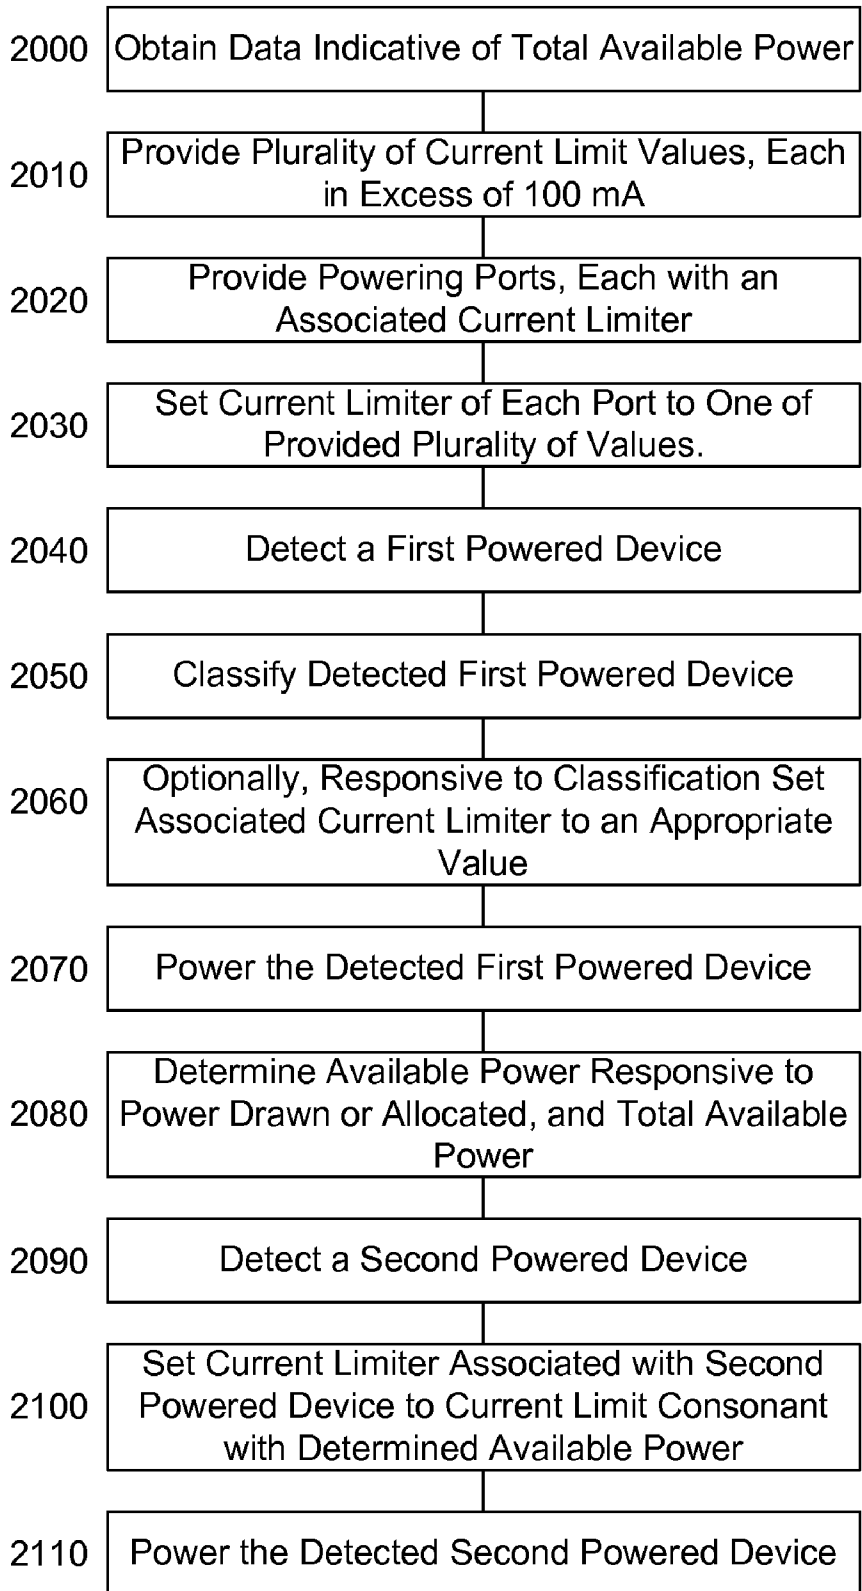 2000 Obtain Data Indicative of Total Available Power
2010 Provide Plurality of Current Limit Values, Each
in Excess of 100 mA
2020 Provide Powering Ports, Each with an
Associated Current Limiter
2030 Set Current Limiter of Each Port to One of
Provided Plurality of Values.
2040 Detect a First Powered Device
2050 Classify Detected First Powered Device
2060 Optionally, Responsive to Classification Set
Associated Current Limiter to an Appropriate
Value
2070 Power the Detected First Powered Device
Determine Available Power Responsive to
2080 Power Drawn or Allocated, and Total Available
Power
2090 Detect a Second Powered Device
Set Current Limiter Associated with Second
2100 Powered Device to Current Limit Consonant
with Determined Available Power
2110 Power the Detected Second Powered Device